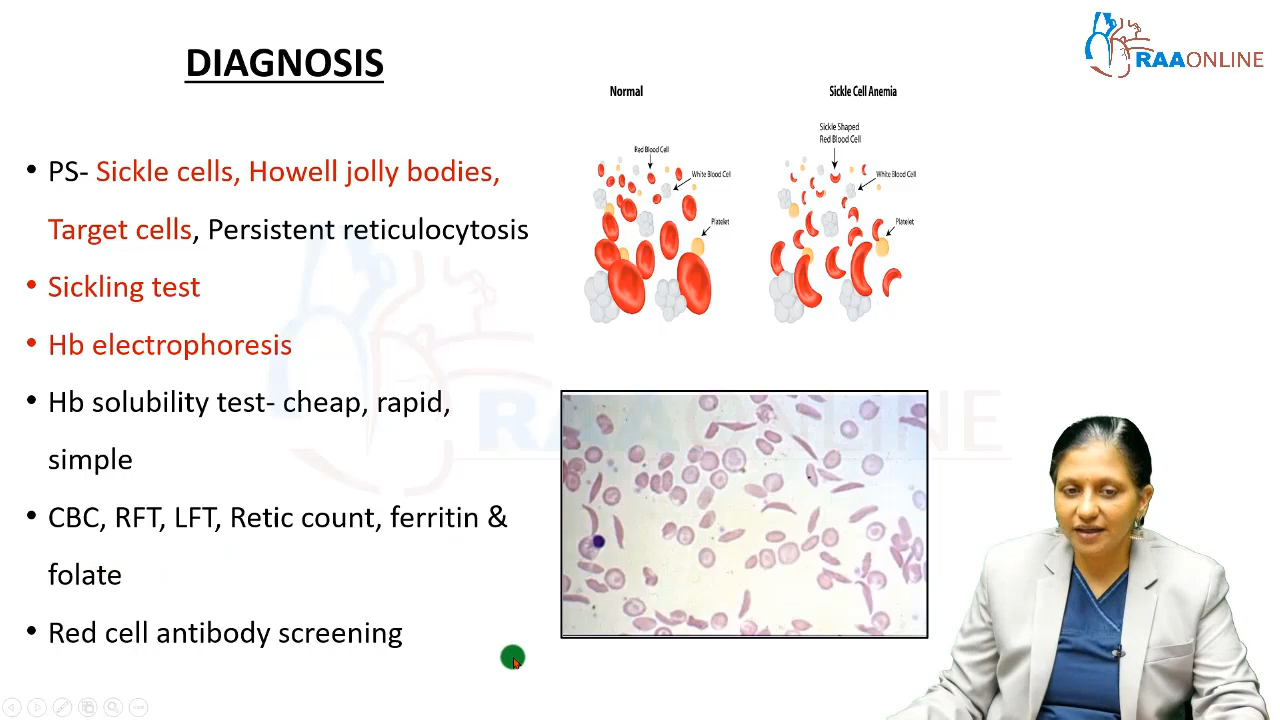 DIAGNOSIS
RAAONLINE
Normal
Sickle Cell Anemia
Sickle Shaped
Red Blood Cell
Red Blood Cell
White Blood Cell
White Blood Cell
Platelet
Platelet
• PS- Sickle cells, Howell jolly bodies,
Target cells, Persistent reticulocytosis
• Sickling test
• Hb electrophoresis
• Hb solubility test- cheap, rapid,
simple
• CBC, RFT, LFT, Retic count, ferritin &
folate
• Red cell antibody screening
RAAONLINE